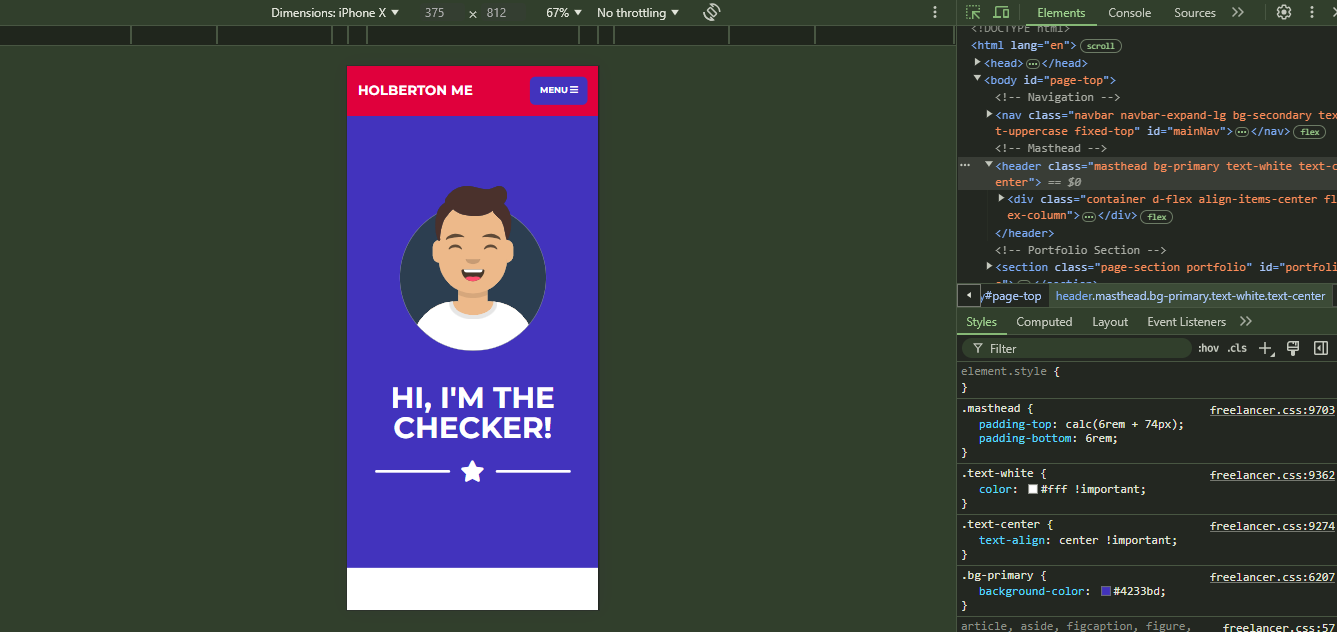 Dimensions: iPhone X 375 × 812 67% No throttling
HOLBERTON ME
MENU
HI, I'M THE
CHECKER!
Elements Console Sources
<!DOCTYPE html>
<html lang="en"> scroll
<head> … </head>
<body id="page-top">
<!-- Navigation -->
<nav class="navbar navbar-expand-lg bg-secondary tex
t-uppercase fixed-top" id="mainNav"> … </nav> flex
<!-- Masthead -->
<header class="masthead bg-primary text-white text-c
enter"> == $0
<div class="container d-flex align-items-center fl
ex-column"> … </div> flex
</header>
<!-- Portfolio Section -->
<section class="page-section portfolio" id="portfoli
y#page-top header.masthead.bg-primary.text-white.text-center
Styles Computed Layout Event Listeners
Filter :hov .cls
element.style {
}
.masthead { freelancer.css:9703
padding-top: calc(6rem + 74px);
padding-bottom: 6rem;
}
.text-white { freelancer.css:9362
color: #fff !important;
}
.text-center { freelancer.css:9274
text-align: center !important;
}
.bg-primary { freelancer.css:6207
background-color: #4233bd;
}
article, aside, figcaption, figure, freelancer.css:57